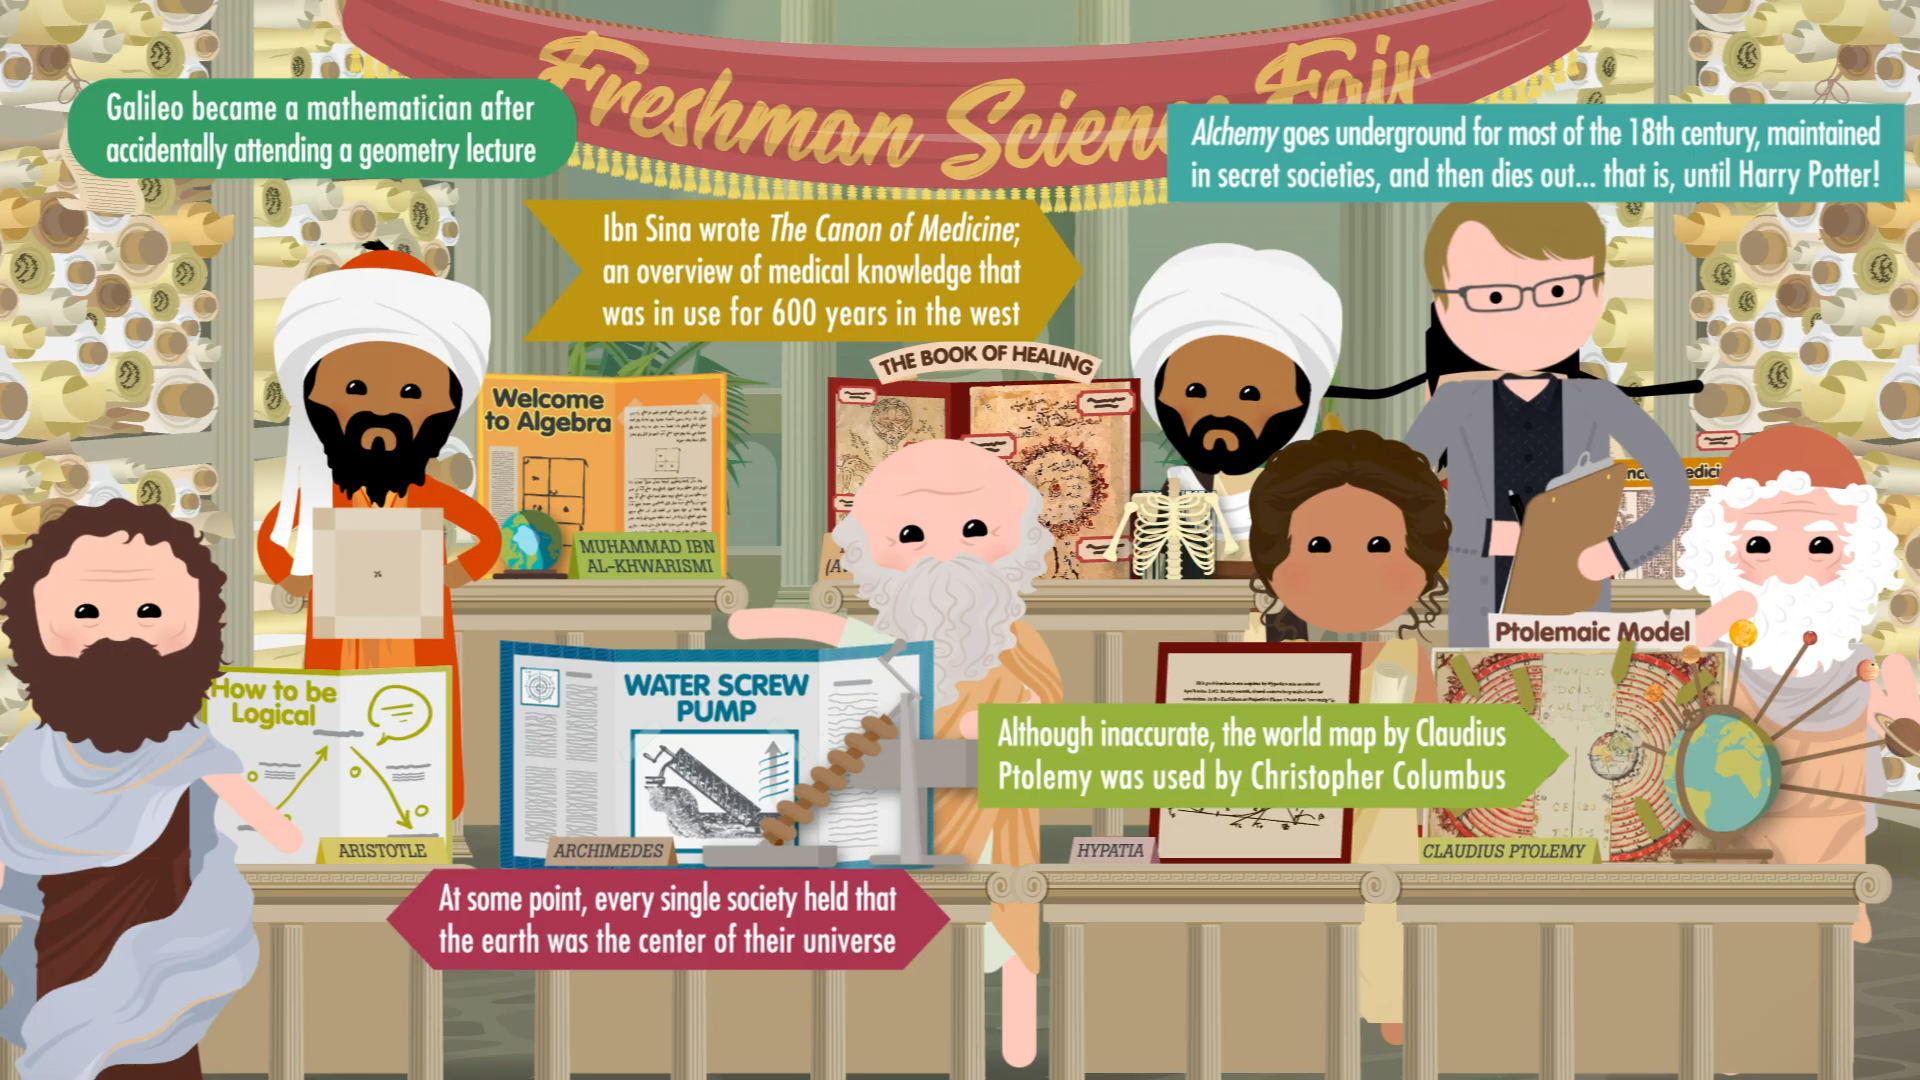 Freshman Science Fair
Galileo became a mathematician after
accidentally attending a geometry lecture
Alchemy goes underground for most of the 18th century, maintained
in secret societies, and then dies out... that is, until Harry Potter!
Ibn Sina wrote The Canon of Medicine;
an overview of medical knowledge that
was in use for 600 years in the west
THE BOOK OF HEALING
Welcome
to Algebra
MUHAMMAD IBN
AL-KHWARISMI
(A
Ptolemaic Model
How to be
Logical
WATER SCREW
PUMP
Although inaccurate, the world map by Claudius
Ptolemy was used by Christopher Columbus
ARISTOTLE
ARCHIMEDES
HYPATIA
CLAUDIUS PTOLEMY
At some point, every single society held that
the earth was the center of their universe